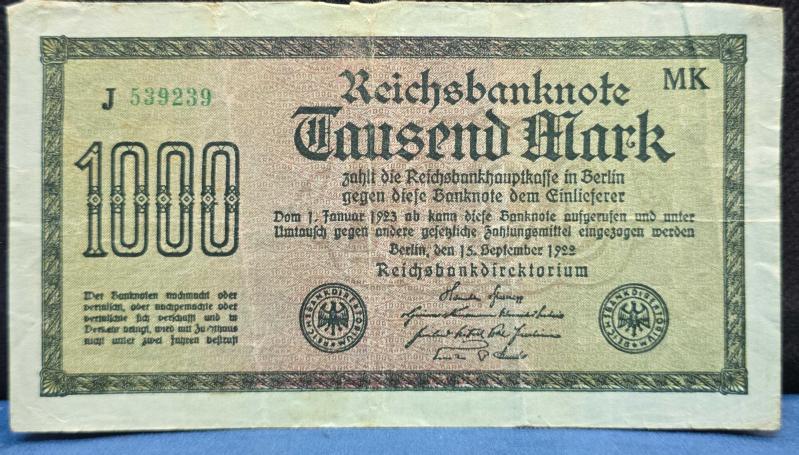 J 539239
MK
Reichsbanknote
Tausend Mark
1000
zahlt die Reichsbankhauptkasse in Berlin
gegen diese Banknote dem Einlieferer
Vom 1. Januar 1923 ab kann diese Banknote aufgerufen und unter
Umtausch gegen andere gesetzliche Zahlungsmittel eingezogen werden
Berlin, den 15. September 1922
Reichsbankdirektorium
Wer Banknoten nachmacht oder
verfälscht, oder nachgemachte oder
verfälschte sich verschafft und in
Verkehr bringt, wird mit Zuchthaus
nicht unter zwei Jahren bestraft
REICHSBANKDIREKTORIUM
REICHSBANKDIREKTORIUM